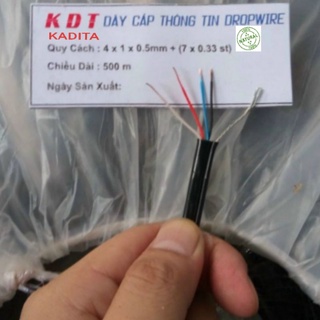 KDT DÂY CÁP THÔNG TIN DROPWIRE
KADITA
Quy Cách : 4 x 1 x 0.5mm + (7 x 0.33 st)
Chiều Dài : 500 m
Ngày Sản Xuất:
NATURAL